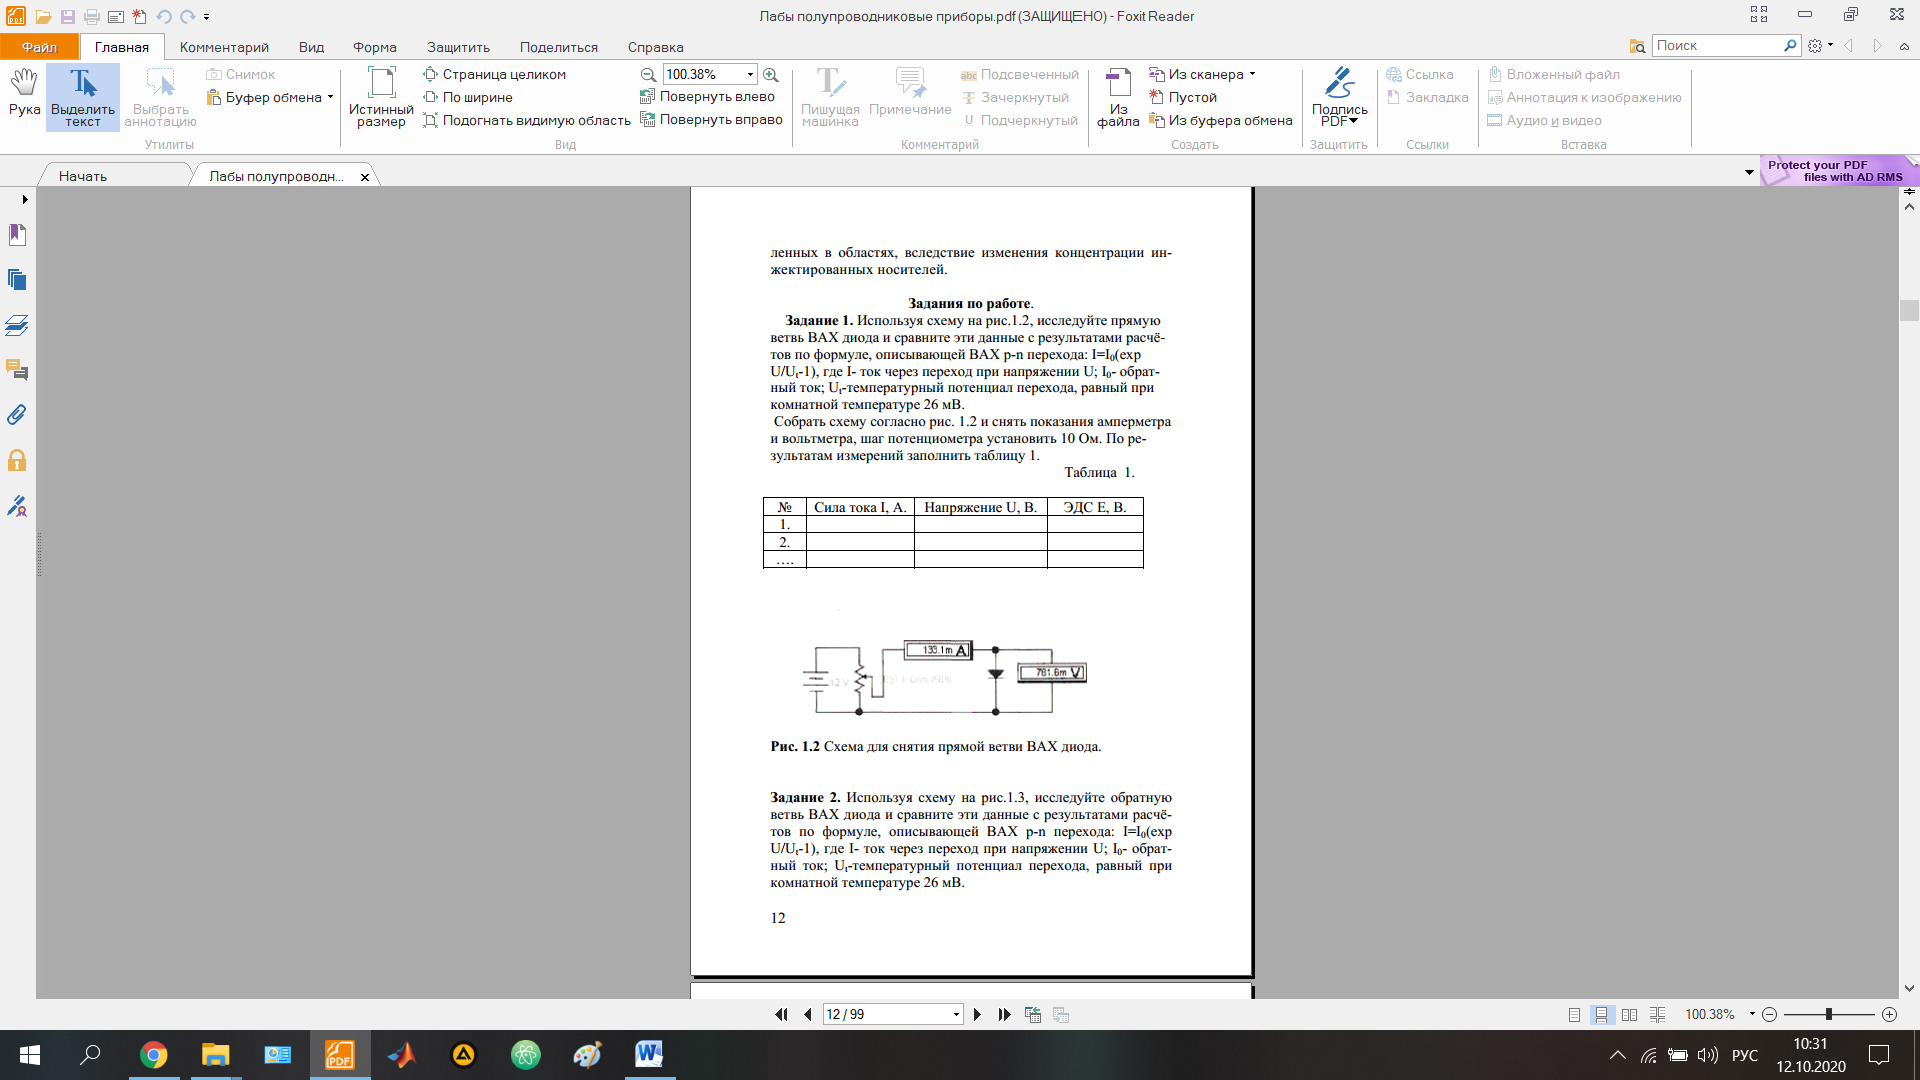 Лабы полупроводниковые приборы.pdf (ЗАЩИЩЕНО) - Foxit Reader
Файл Главная Комментарий Вид Форма Защитить Поделиться Справка Поиск
Рука
Выделить текст
Выбрать аннотацию
Снимок
Буфер обмена
Утилиты
Истинный размер
Страница целиком
По ширине
Подогнать видимую область
100.38%
Повернуть влево
Повернуть вправо
Вид
Пишущая машинка
Примечание
Подсвеченный
Зачеркнутый
Подчеркнутый
Комментарий
Из файла
Из сканера
Пустой
Из буфера обмена
Создать
Подпись PDF
Защитить
Ссылка
Закладка
Ссылки
Вложенный файл
Аннотация к изображению
Аудио и видео
Вставка
Начать Лабы полупроводн... x
Protect your PDF
files with AD RMS
ленных в областях, вследствие изменения концентрации ин-
жектированных носителей.
Задания по работе.
Задание 1. Используя схему на рис.1.2, исследуйте прямую
ветвь ВАХ диода и сравните эти данные с результатами расчё-
тов по формуле, описывающей ВАХ p-n перехода: I=I₀(exp
U/Uₜ-1), где I- ток через переход при напряжении U; I₀- обрат-
ный ток; Uₜ-температурный потенциал перехода, равный при
комнатной температуре 26 мВ.
Собрать схему согласно рис. 1.2 и снять показания амперметра
и вольтметра, шаг потенциометра установить 10 Ом. По ре-
зультатам измерений заполнить таблицу 1.
Таблица 1.
№ Сила тока I, А. Напряжение U, В. ЭДС Е, В.
1.
2.
….
133.1m A
781.6m V
12 V
Рис. 1.2 Схема для снятия прямой ветви ВАХ диода.
Задание 2. Используя схему на рис.1.3, исследуйте обратную
ветвь ВАХ диода и сравните эти данные с результатами расчё-
тов по формуле, описывающей ВАХ p-n перехода: I=I₀(exp
U/Uₜ-1), где I- ток через переход при напряжении U; I₀- обрат-
ный ток; Uₜ-температурный потенциал перехода, равный при
комнатной температуре 26 мВ.
12
12 / 99
100.38%
РУС
10:31
12.10.2020